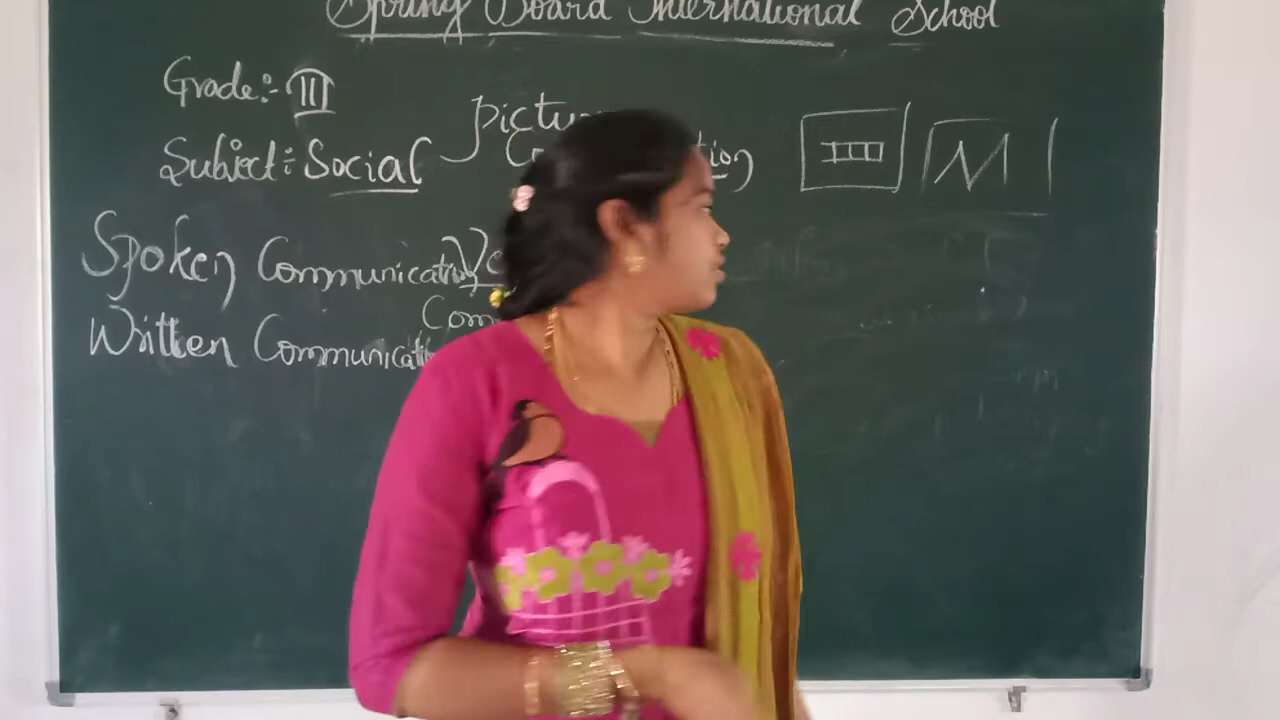 Spring Board International School
Grade:- III
Subject: Social
Spoken Communication
Written Communication